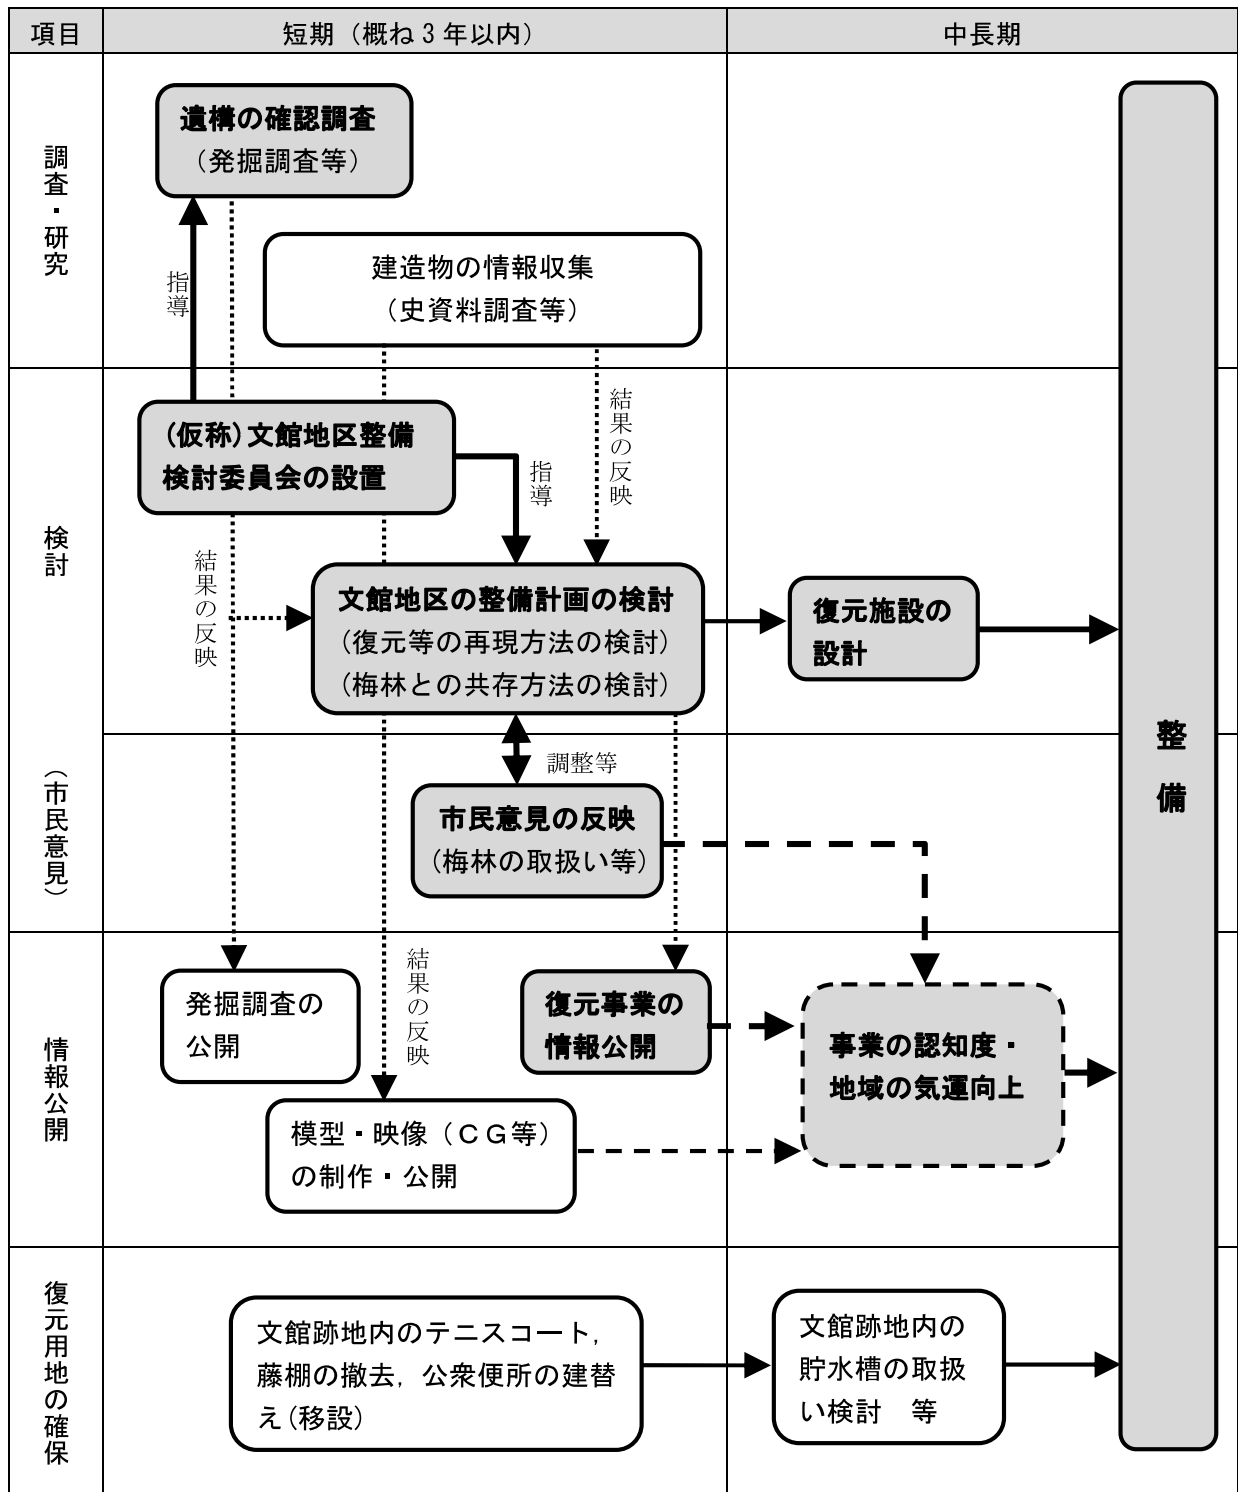 項目
短期（概ね３年以内）
中長期
調査・研究
遺構の確認調査
（発掘調査等）
指導
建造物の情報収集
（史資料調査等）
検討
（仮称）文館地区整備
検討委員会の設置
指導
結果の反映
結果の反映
文館地区の整備計画の検討
（復元等の再現方法の検討）
（梅林との共存方法の検討）
復元施設の
設計
整備
（市民意見）
調整等
市民意見の反映
（梅林の取扱い等）
情報公開
発掘調査の
公開
結果の反映
復元事業の
情報公開
事業の認知度・
地域の気運向上
模型・映像（ＣＧ等）
の制作・公開
復元用地の確保
文館跡地内のテニスコート，
藤棚の撤去，公衆便所の建替
え（移設）
文館跡地内の
貯水槽の取扱
い検討　等